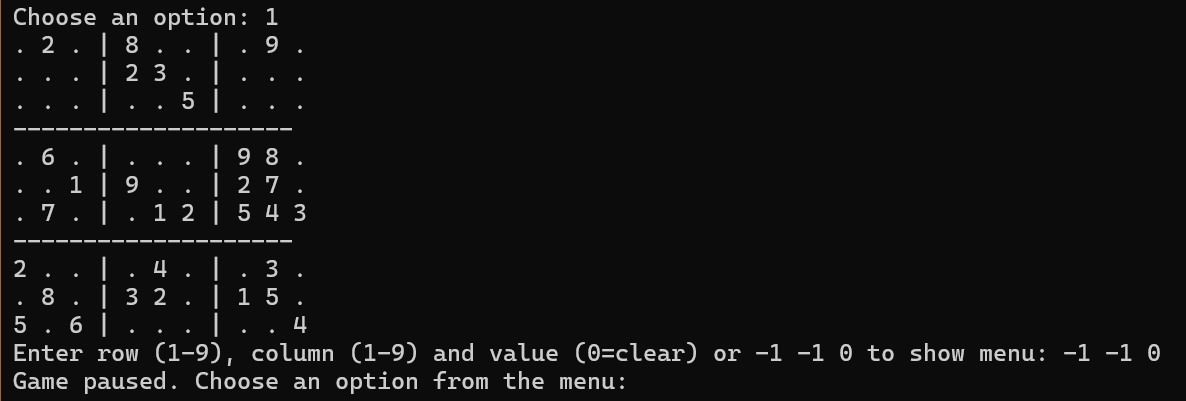 Choose an option: 1
. 2 . | 8 . . | . 9 .
. . . | 2 3 . | . . .
. . . | . . 5 | . . .
--------------------
. 6 . | . . . | 9 8 .
. . 1 | 9 . . | 2 7 .
. 7 . | . 1 2 | 5 4 3
--------------------
2 . . | . 4 . | . 3 .
. 8 . | 3 2 . | 1 5 .
5 . 6 | . . . | . . 4
Enter row (1-9), column (1-9) and value (0=clear) or -1 -1 0 to show menu: -1 -1 0
Game paused. Choose an option from the menu: